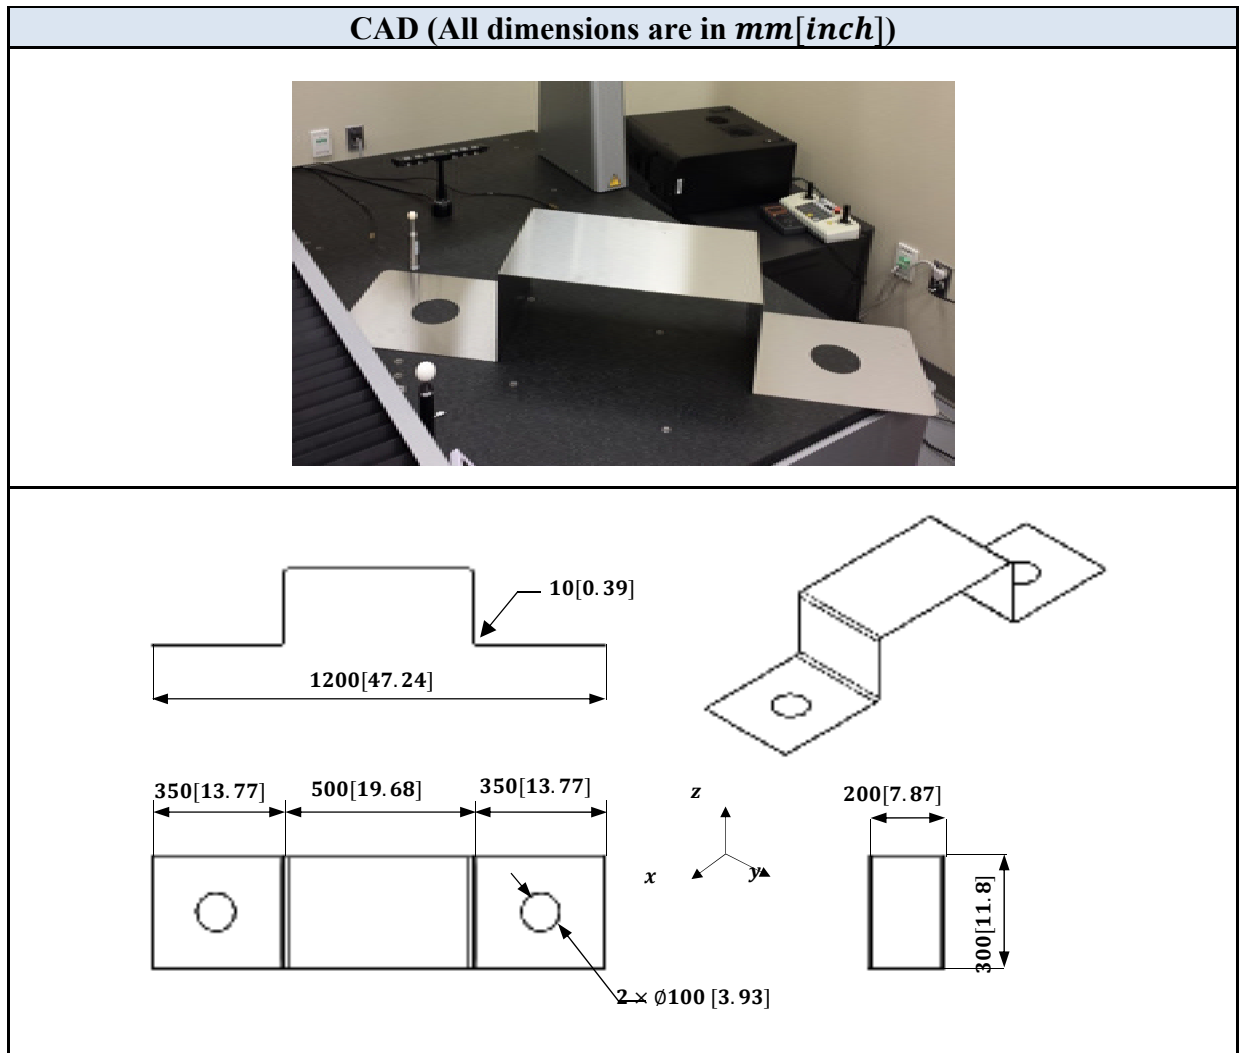 CAD (All dimensions are in mm[inch])
10[0.39]
1200[47.24]
350[13.77]
500[19.68]
350[13.77]
z
x
y
200[7.87]
300[11.8]
2 × Ø100 [3.93]